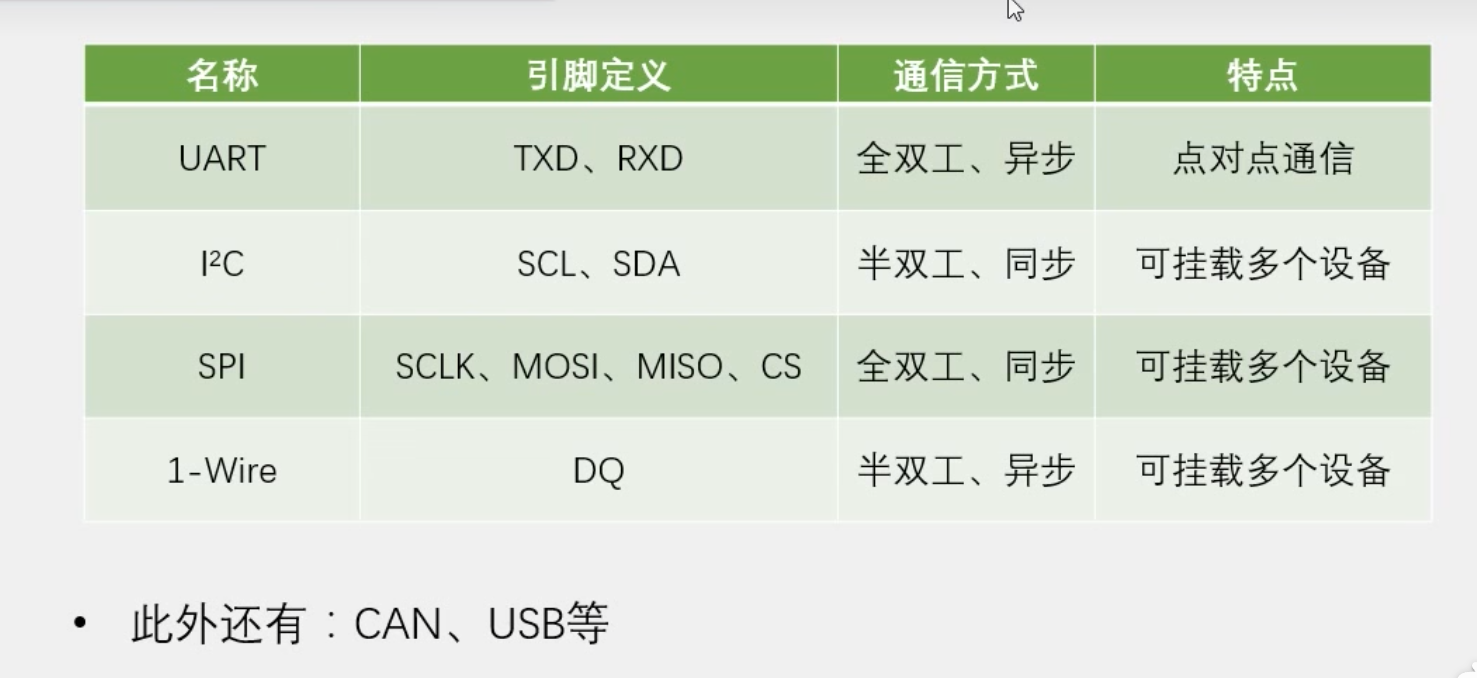 名称 引脚定义 通信方式 特点
UART TXD、RXD 全双工、异步 点对点通信
I²C SCL、SDA 半双工、同步 可挂载多个设备
SPI SCLK、MOSI、MISO、CS 全双工、同步 可挂载多个设备
1-Wire DQ 半双工、异步 可挂载多个设备
• 此外还有：CAN、USB等